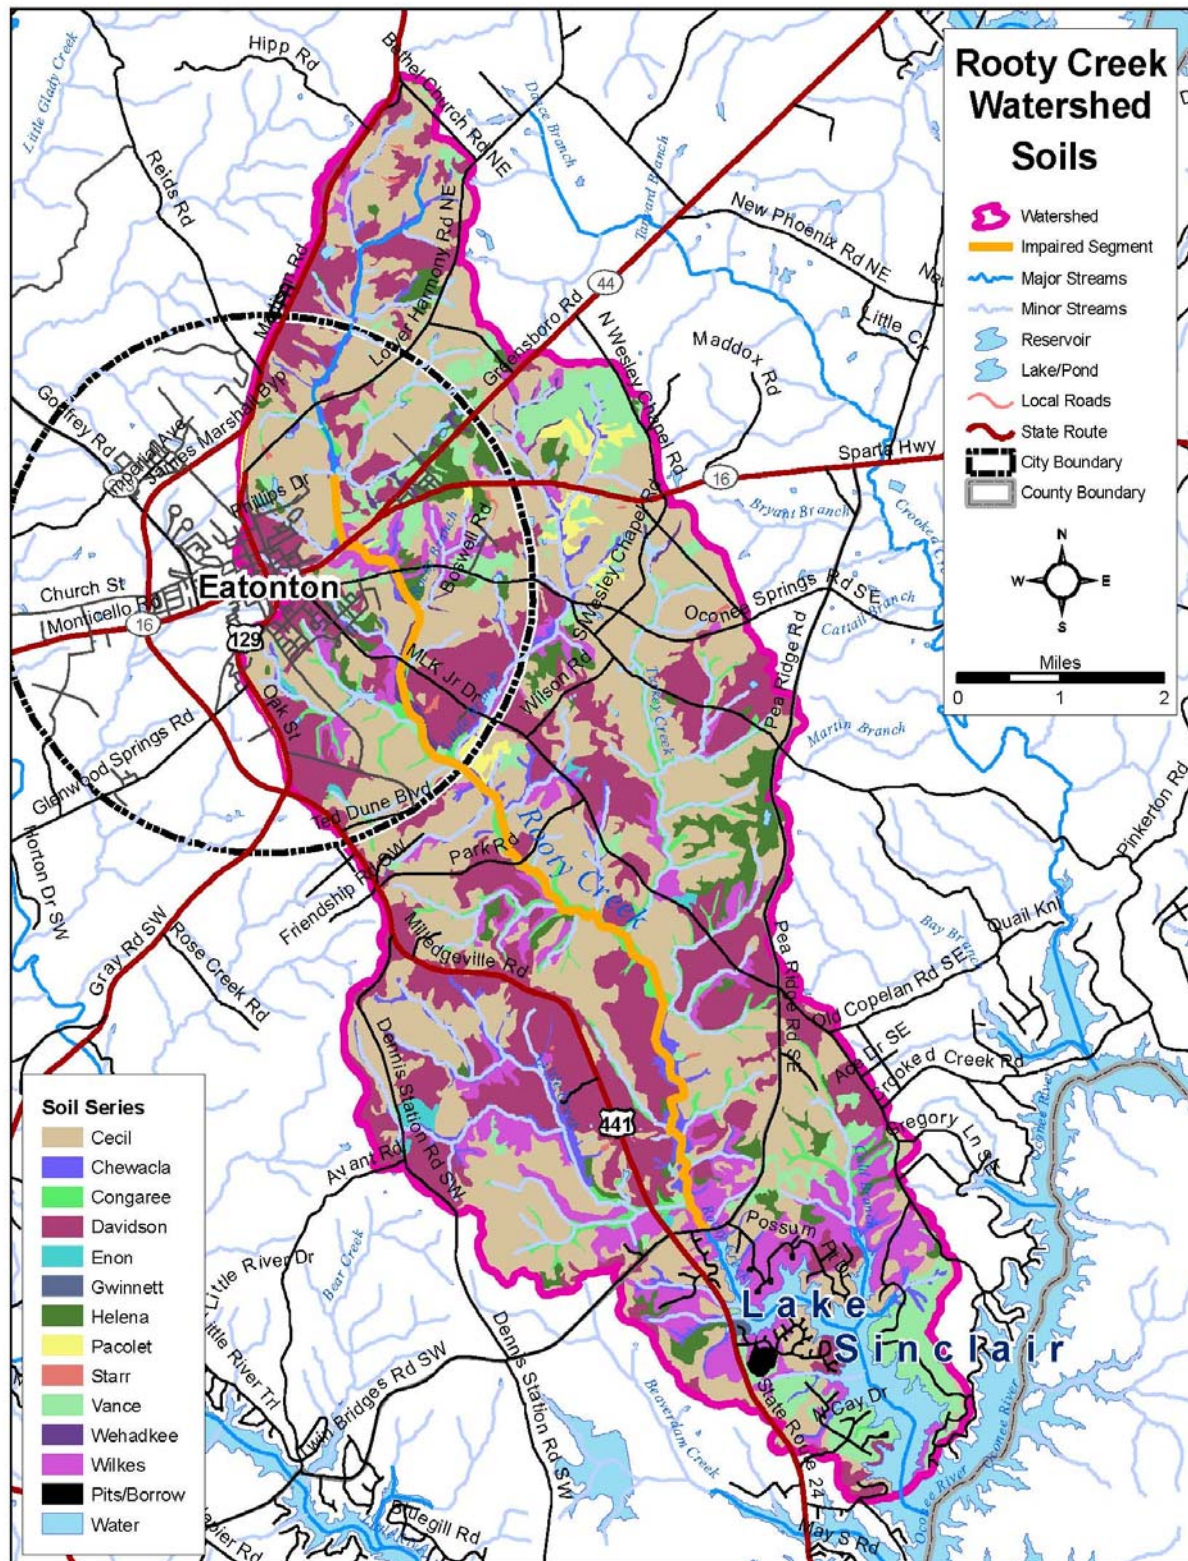 Rooty Creek
Watershed
Soils
Watershed
Impaired Segment
Major Streams
Minor Streams
Reservoir
Lake/Pond
Local Roads
State Route
City Boundary
County Boundary
N
W
E
S
Miles
0
1
2
Hipp Rd
Bethel Church Rd NE
Little Glady Creek
Reids Rd
Tanyard Branch
New Phoenix Rd NE
Lower Harmony Rd NE
44
Greensboro Rd
Little Cr
N Wesley Chapel Rd
Maddox Rd
Godfrey Rd
Imperial Ave
James Marshal Byp
Sparta Hwy
16
Phillips Dr
Bryant Branch
Boswell Rd
S Wesley Chapel Rd
Eatonton
Church St
Monticello Rd
16
129
Oconee Springs Rd SE
Cattail Branch
MLK Jr Dr
Wilson Rd
Turkey Creek
Pea Ridge Rd
Oak St
Martin Branch
Glenwood Springs Rd
Ted Dune Blvd
Pinkerton Rd
Horton Dr SW
Park Rd
Rooty Creek
Friendship Rd SW
Gray Rd SW
Rose Creek Rd
Milledgeville Rd
Quail Knl
Bay Branch
Old Copelan Rd SE
Pea Ridge Rd SE
Dennis Station Rd SW
Crooked Creek Rd
441
Gregory Ln SE
Avant Rd
Possum
Little River Dr
Bear Creek
Little River Trl
Lake
Sinclair
Dennis Station Rd SW
Twin Bridges Rd SW
Beaverdam Creek
State Route 24
N Cay Dr
Oconee River
Bluegill Rd
May S Rd
Soil Series
Cecil
Chewacla
Congaree
Davidson
Enon
Gwinnett
Helena
Pacolet
Starr
Vance
Wehadkee
Wilkes
Pits/Borrow
Water